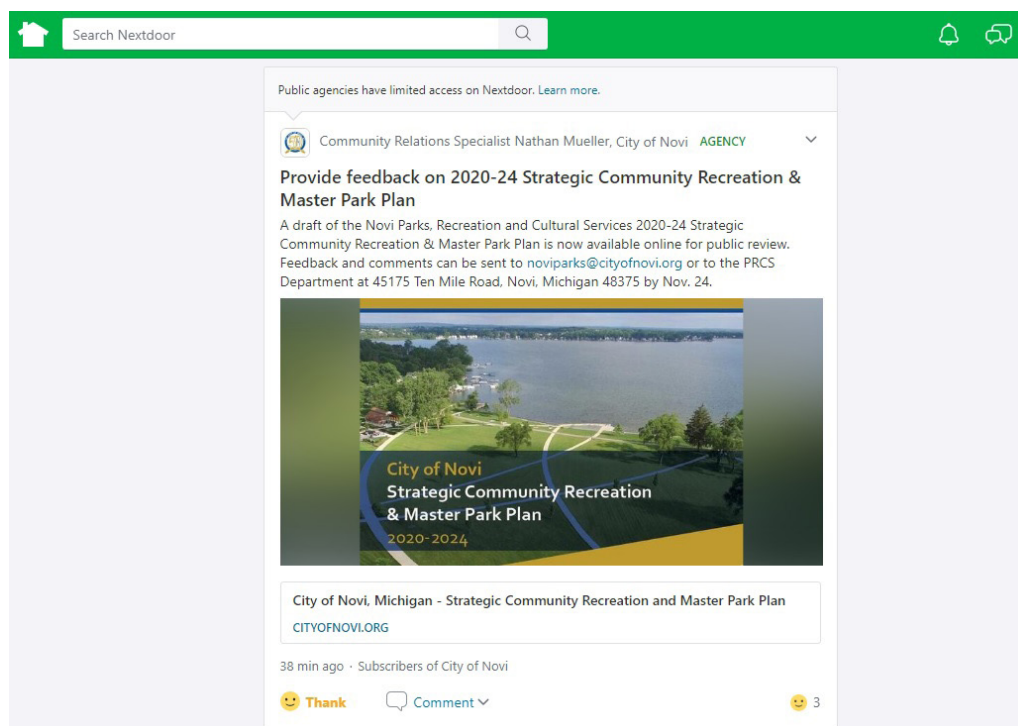 Search Nextdoor
Public agencies have limited access on Nextdoor. Learn more.
Community Relations Specialist Nathan Mueller, City of Novi AGENCY
Provide feedback on 2020-24 Strategic Community Recreation &
Master Park Plan
A draft of the Novi Parks, Recreation and Cultural Services 2020-24 Strategic
Community Recreation & Master Park Plan is now available online for public review.
Feedback and comments can be sent to noviparks@cityofnovi.org or to the PRCS
Department at 45175 Ten Mile Road, Novi, Michigan 48375 by Nov. 24.
City of Novi
Strategic Community Recreation
& Master Park Plan
2020-2024
City of Novi, Michigan - Strategic Community Recreation and Master Park Plan
CITYOFNOVI.ORG
38 min ago · Subscribers of City of Novi
Thank Comment 3